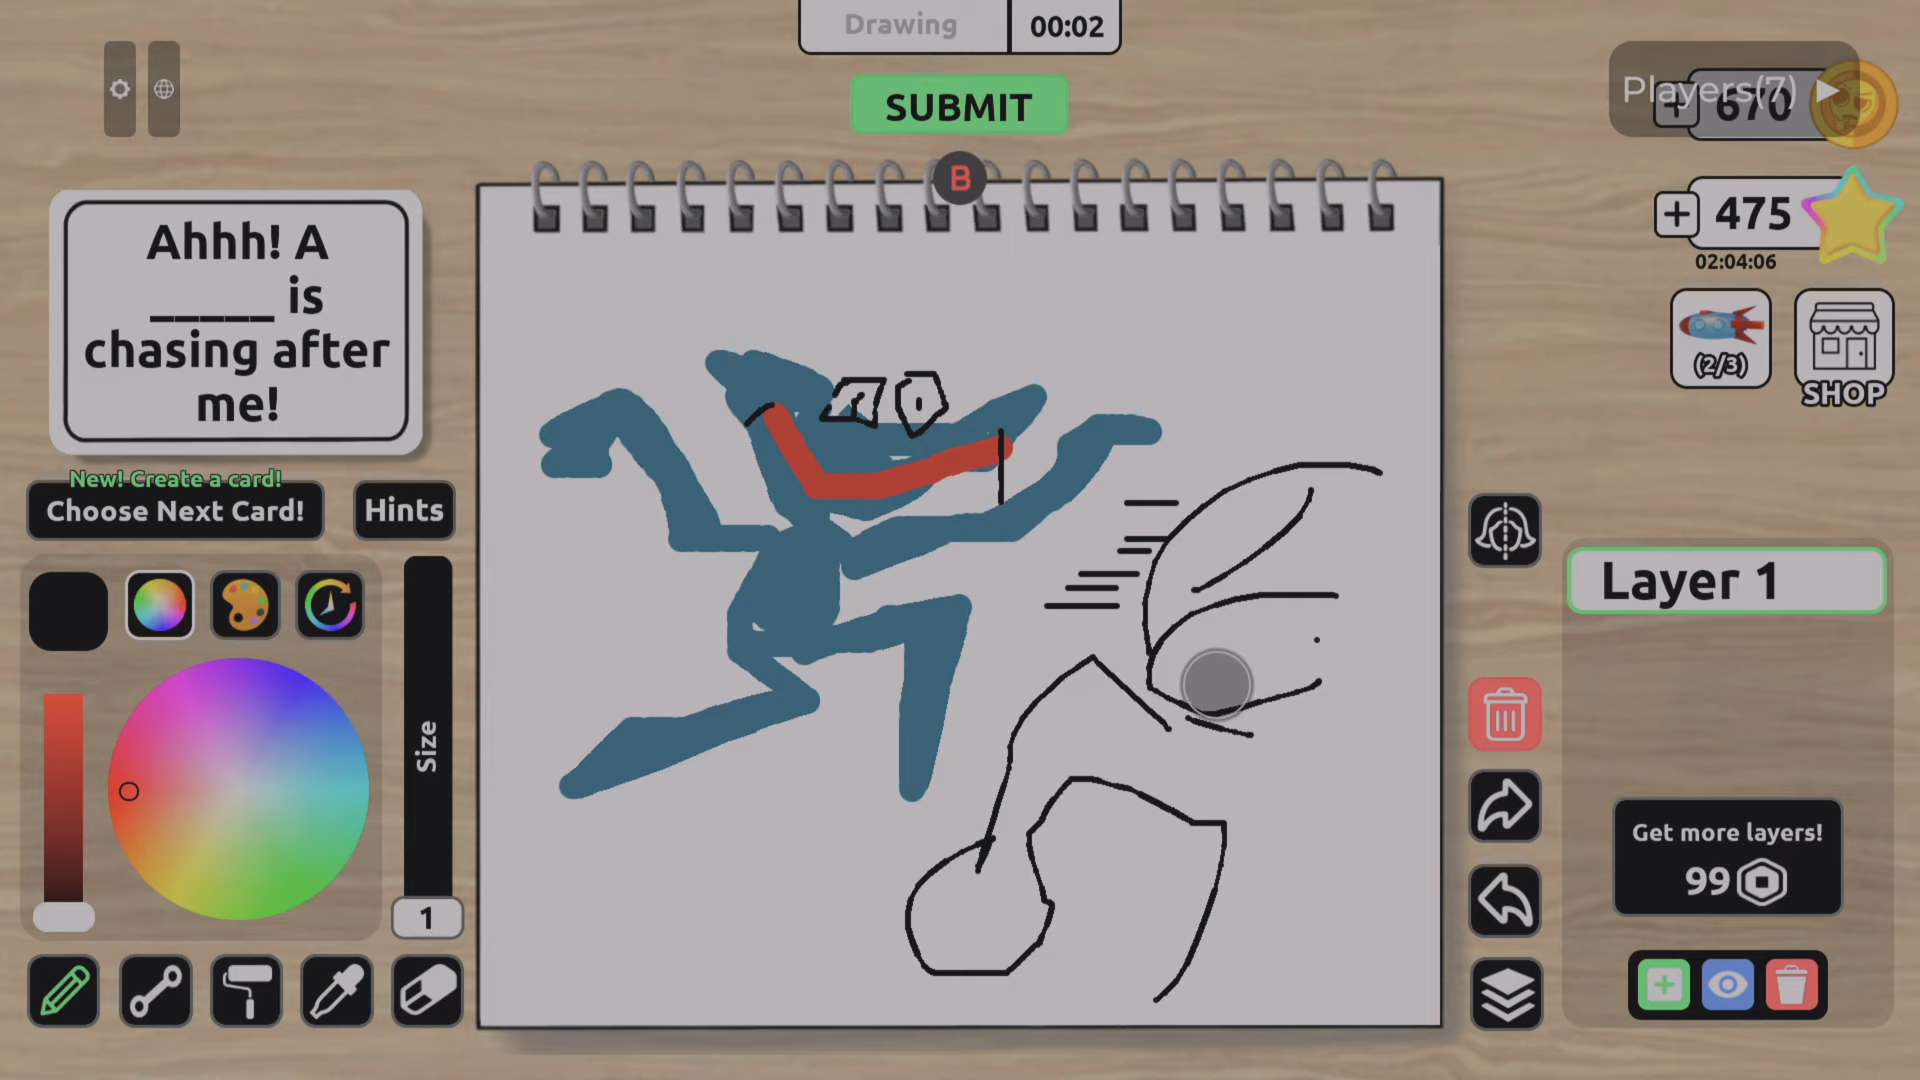 Drawing
00:02
SUBMIT
Players(7)
670
B
Ahhh! A
_____ is
chasing after
me!
475
02:04:06
(2/3)
SHOP
New! Create a card!
Choose Next Card!
Hints
Layer 1
Size
1
Get more layers!
99